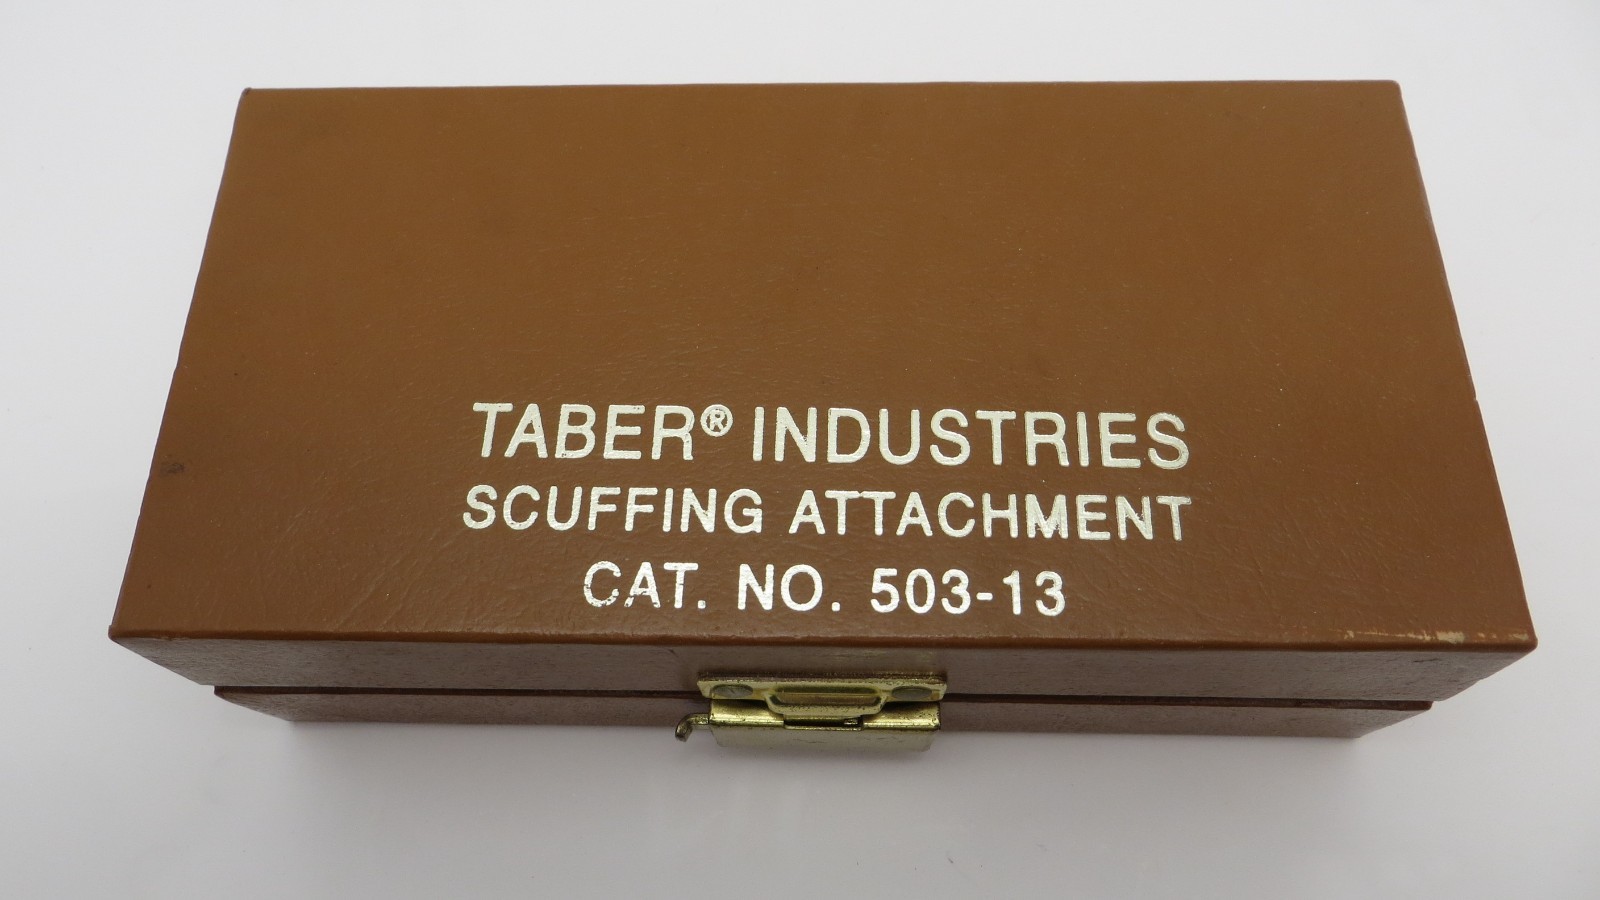 TABER® INDUSTRIES
SCUFFING ATTACHMENT
CAT. NO. 503-13